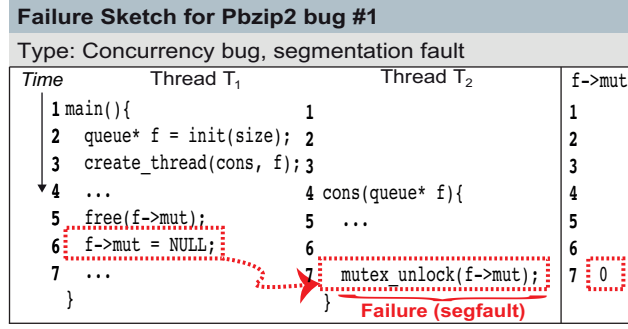 Failure Sketch for Pbzip2 bug #1
Type: Concurrency bug, segmentation fault
Time Thread T1 Thread T2 f->mut
1 main(){ 1 1
2 queue* f = init(size); 2 2
3 create_thread(cons, f); 3 3
4 ... 4 cons(queue* f){ 4
5 free(f->mut); 5 ... 5
6 f->mut = NULL; 6 6
7 ... 7 mutex_unlock(f->mut); 7 0
} } Failure (segfault)